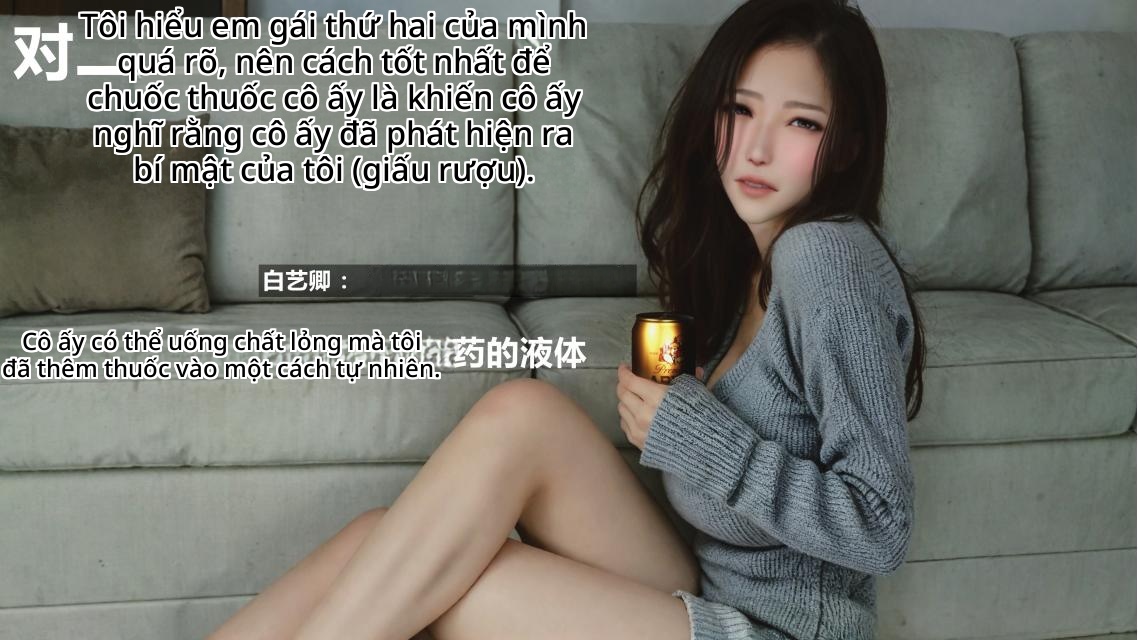 对
Tôi hiểu em gái thứ hai của mình
quá rõ, nên cách tốt nhất để
chuốc thuốc cô ấy là khiến cô ấy
nghĩ rằng cô ấy đã phát hiện ra
bí mật của tôi (giấu rượu).
白艺卿：
Cô ấy có thể uống chất lỏng mà tôi
đã thêm thuốc vào một cách tự nhiên.
药的液体